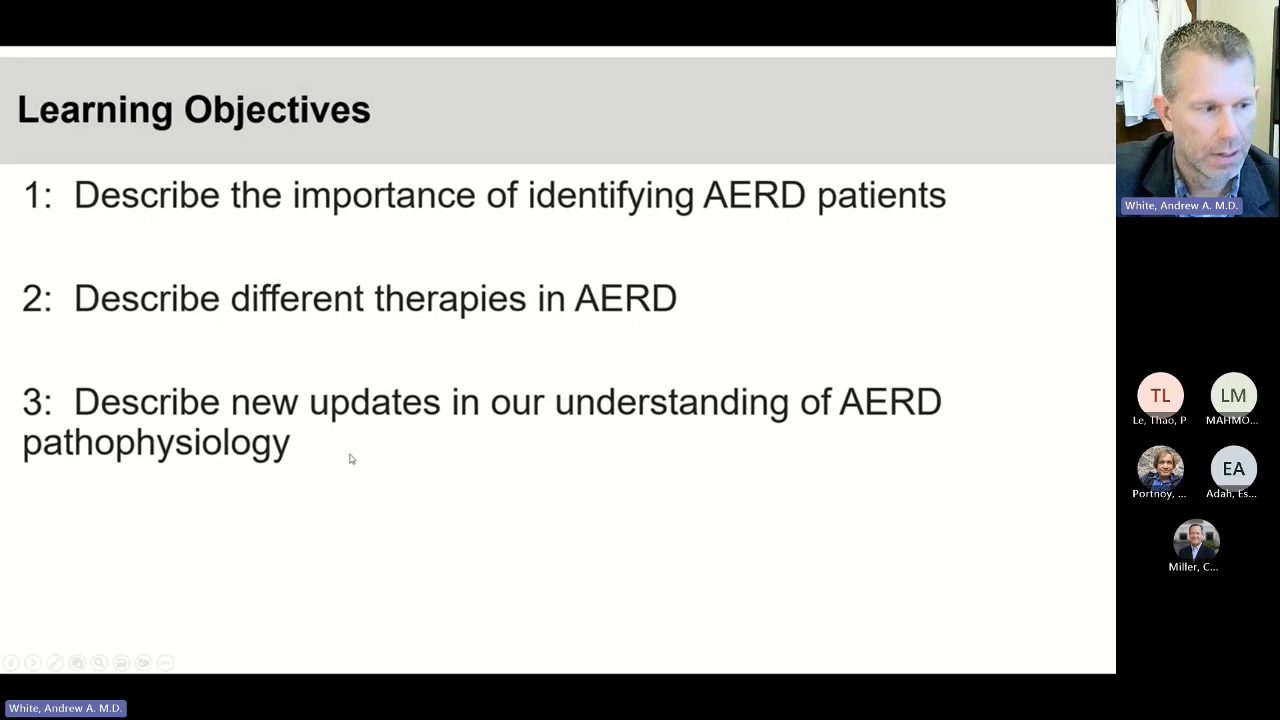 Learning Objectives
1: Describe the importance of identifying AERD patients
2: Describe different therapies in AERD
3: Describe new updates in our understanding of AERD
pathophysiology
White, Andrew A. M.D.
TL
LM
Le, Thao, P
MAHMO...
EA
Portnoy, ...
Adah, Es...
Miller, C...
White, Andrew A. M.D.